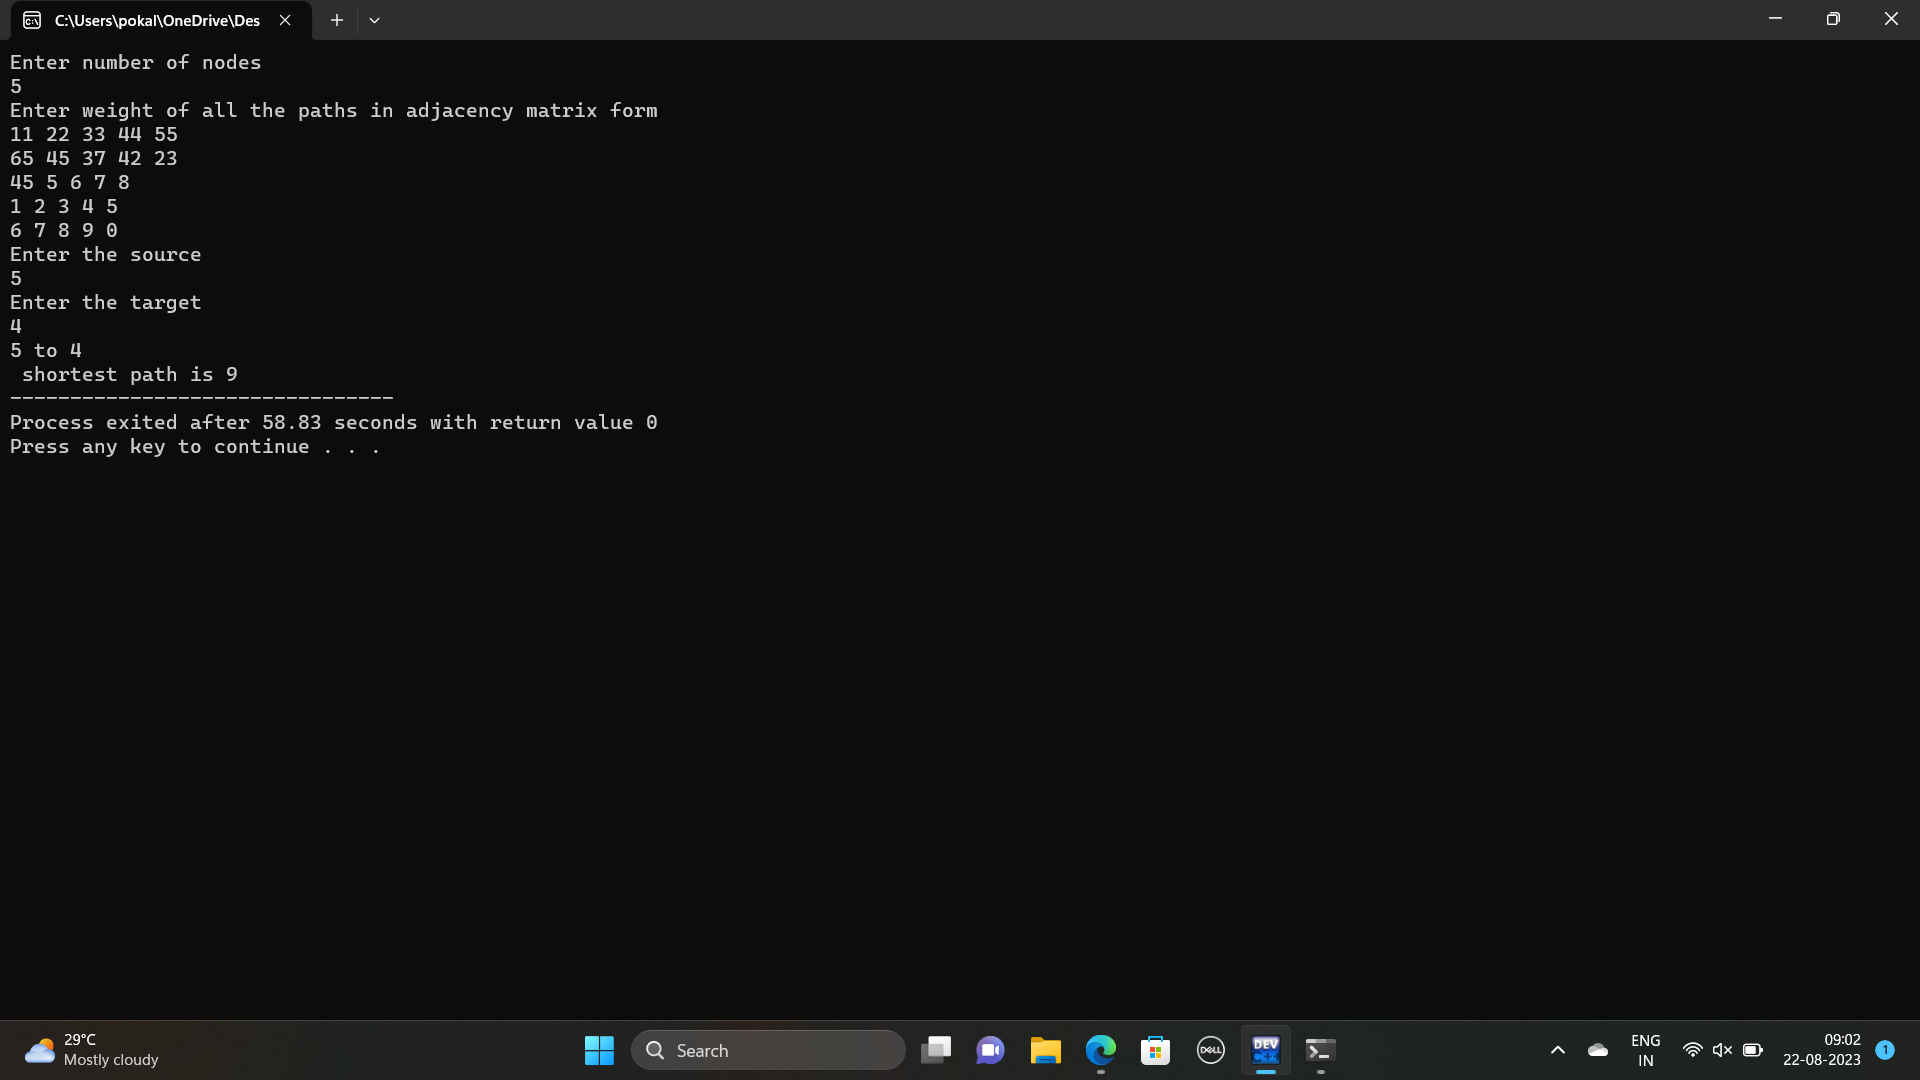 C:\Users\pokal\OneDrive\Des
Enter number of nodes
5
Enter weight of all the paths in adjacency matrix form
11 22 33 44 55
65 45 37 42 23
45 5 6 7 8
1 2 3 4 5
6 7 8 9 0
Enter the source
5
Enter the target
4
5 to 4
 shortest path is 9
--------------------------------
Process exited after 58.83 seconds with return value 0
Press any key to continue . . .
29°C
Mostly cloudy
Search
DELL
DEV
C++
ENG
IN
09:02
22-08-2023
1